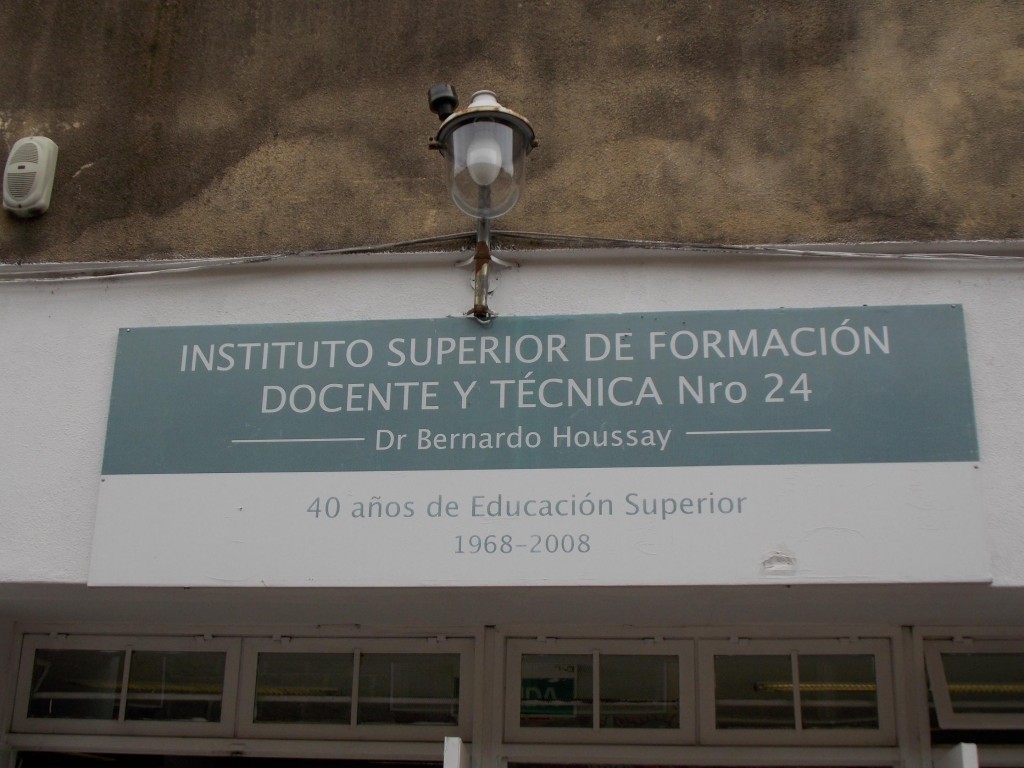 INSTITUTO SUPERIOR DE FORMACIÓN
DOCENTE Y TÉCNICA Nro 24
Dr Bernardo Houssay
40 años de Educación Superior
1968-2008